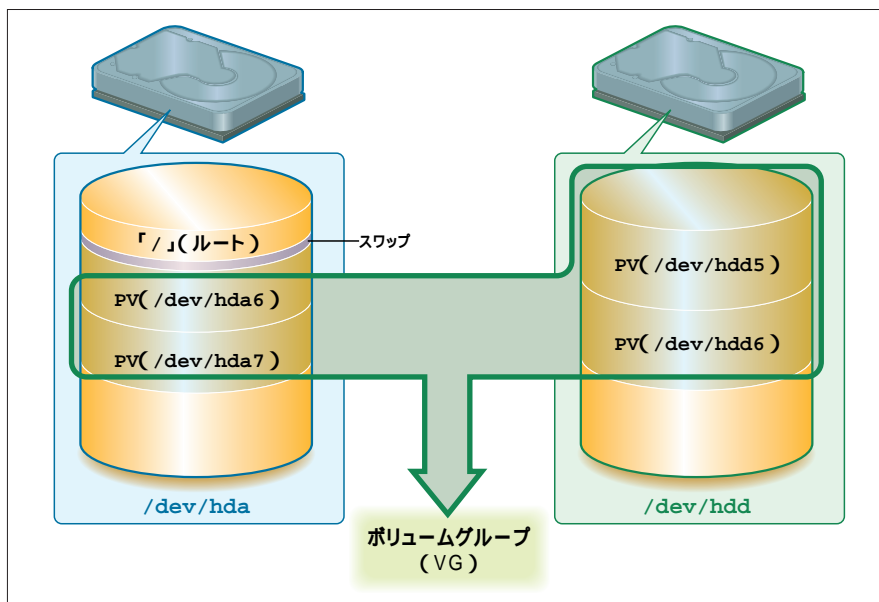 「/」(ルート)
スワップ
PV(/dev/hda6)
PV(/dev/hda7)
/dev/hda
PV(/dev/hdd5)
PV(/dev/hdd6)
/dev/hdd
ボリュームグループ
(VG)